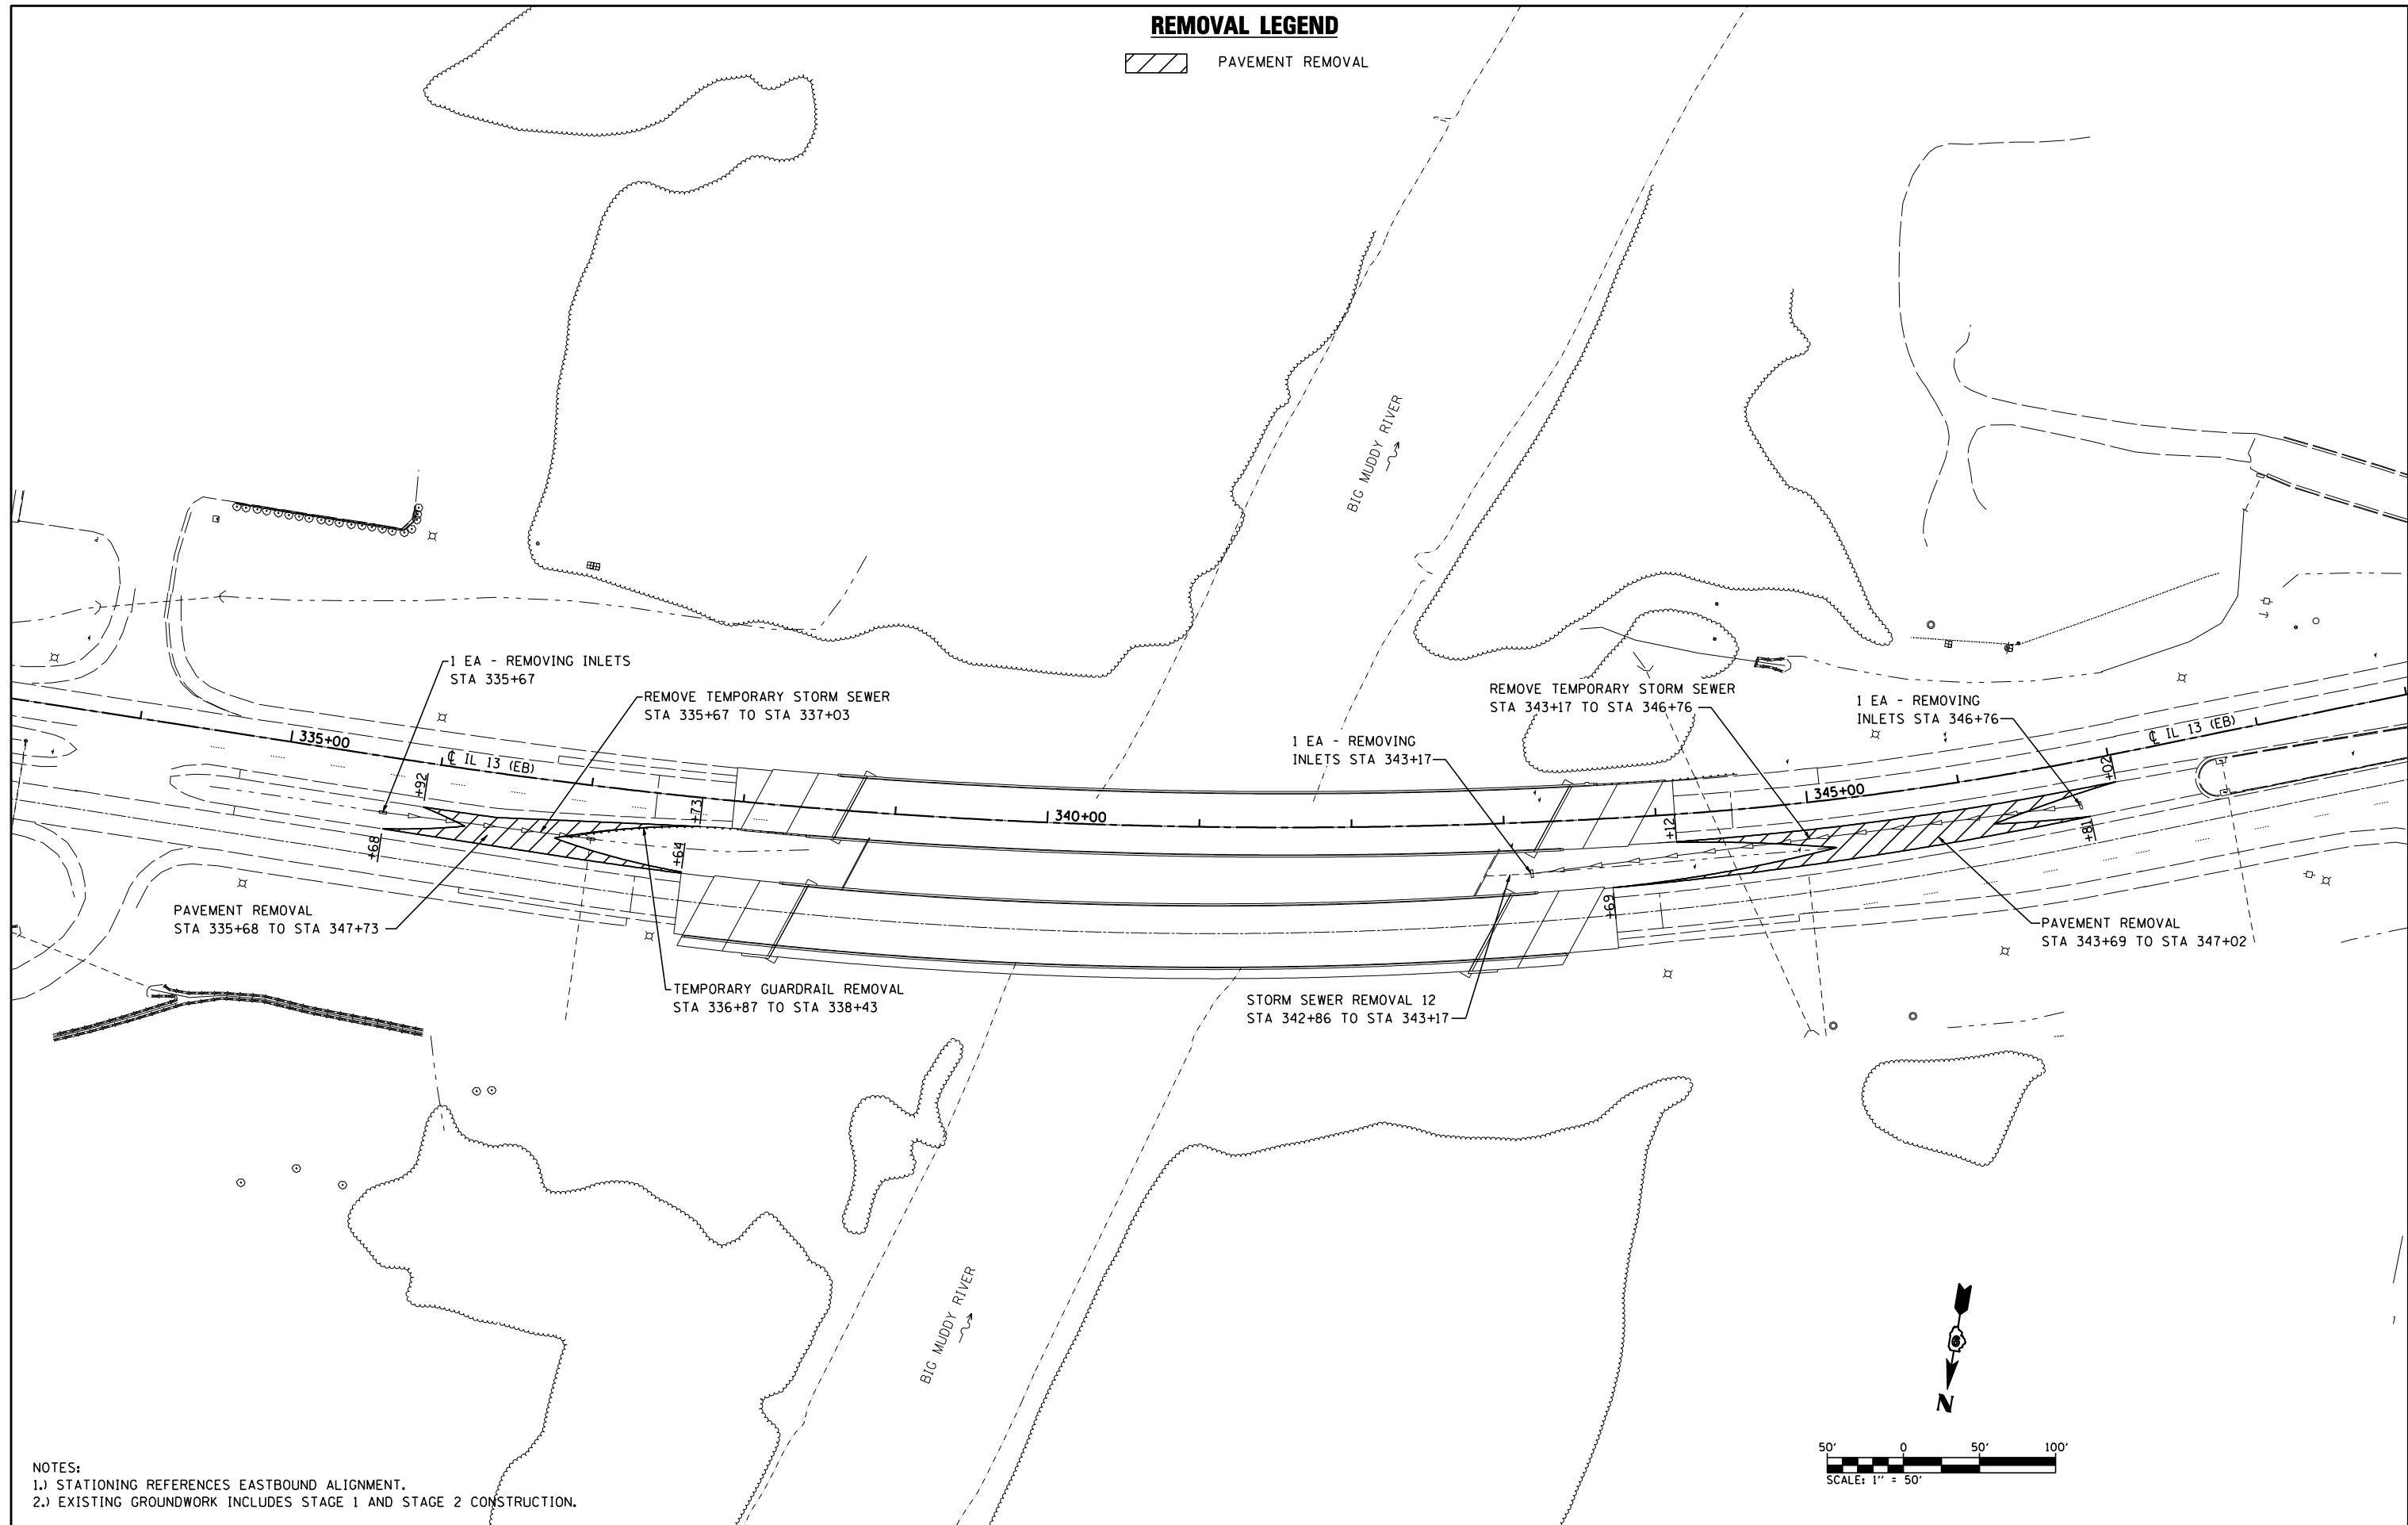 REMOVAL LEGEND
PAVEMENT REMOVAL
BIG MUDDY RIVER
1 EA - REMOVING INLETS
STA 335+67
REMOVE TEMPORARY STORM SEWER
STA 335+67 TO STA 337+03
REMOVE TEMPORARY STORM SEWER
STA 343+17 TO STA 346+76
1 EA - REMOVING
INLETS STA 346+76
1 EA - REMOVING
INLETS STA 343+17
335+00
℄ IL 13 (EB)
340+00
345+00
℄ IL 13 (EB)
+92
+73
+68
+64
+12
+02
+81
+69
PAVEMENT REMOVAL
STA 335+68 TO STA 347+73
PAVEMENT REMOVAL
STA 343+69 TO STA 347+02
TEMPORARY GUARDRAIL REMOVAL
STA 336+87 TO STA 338+43
STORM SEWER REMOVAL 12
STA 342+86 TO STA 343+17
BIG MUDDY RIVER
N
50' 0 50' 100'
SCALE: 1" = 50'
NOTES:
1.) STATIONING REFERENCES EASTBOUND ALIGNMENT.
2.) EXISTING GROUNDWORK INCLUDES STAGE 1 AND STAGE 2 CONSTRUCTION.